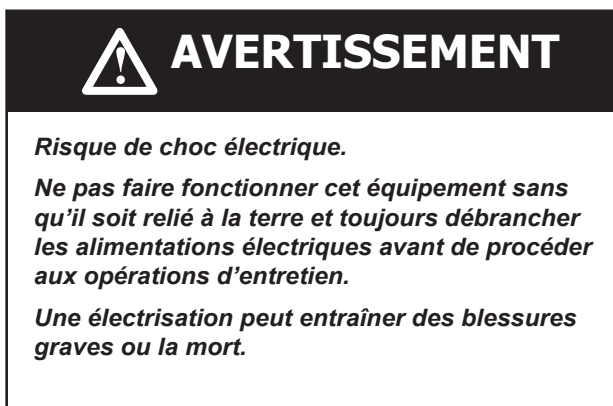 AVERTISSEMENT
Risque de choc électrique.
Ne pas faire fonctionner cet équipement sans
qu’il soit relié à la terre et toujours débrancher
les alimentations électriques avant de procéder
aux opérations d’entretien.
Une électrisation peut entraîner des blessures
graves ou la mort.